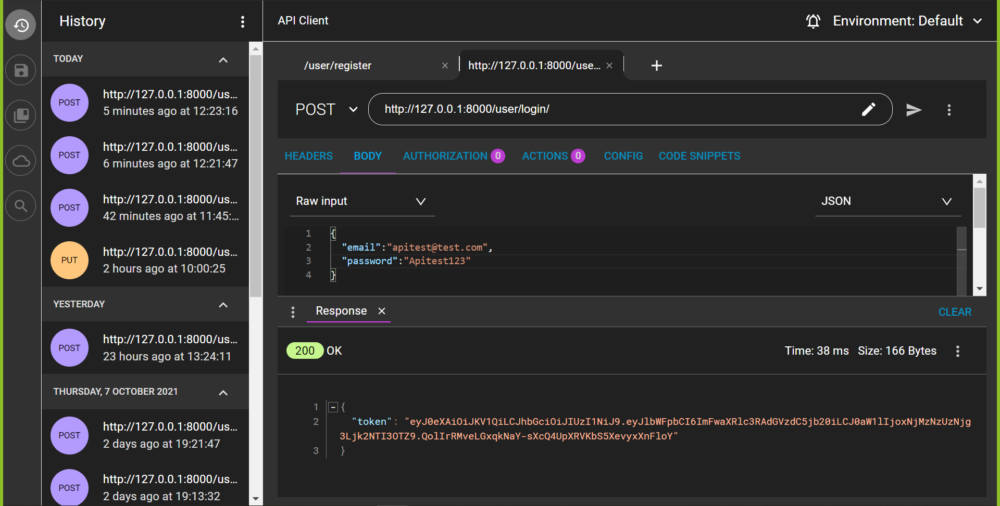 History
TODAY
POST
http://127.0.0.1:8000/us...
5 minutes ago at 12:23:16
POST
http://127.0.0.1:8000/us...
6 minutes ago at 12:21:47
POST
http://127.0.0.1:8000/us...
42 minutes ago at 11:45:...
PUT
http://127.0.0.1:8000/us...
2 hours ago at 10:00:25
YESTERDAY
POST
http://127.0.0.1:8000/us...
23 hours ago at 13:24:11
THURSDAY, 7 OCTOBER 2021
POST
http://127.0.0.1:8000/us...
2 days ago at 19:21:47
POST
http://127.0.0.1:8000/us...
2 days ago at 19:13:32
API Client
Environment: Default
/user/register
http://127.0.0.1:8000/use...
POST
http://127.0.0.1:8000/user/login/
HEADERS BODY AUTHORIZATION 0 ACTIONS 0 CONFIG CODE SNIPPETS
Raw input
JSON
1 {
2 "email":"apitest@test.com",
3 "password":"Apitest123"
4 }
Response
CLEAR
200 OK
Time: 38 ms Size: 166 Bytes
1 {
2 "token": "eyJ0eXAiOiJKV1QiLCJhbGciOiJIUzI1NiJ9.eyJlbWFpbCI6ImFwaXRlc3RAdGVzdC5jb20iLCJ0aW1lIjoxNjMzNzUzNjg
3Ljk2NTI3OTZ9.QolIrRMveLGxqkNaY-sXcQ4UpXRVKbS5XevyxXnFloY"
3 }